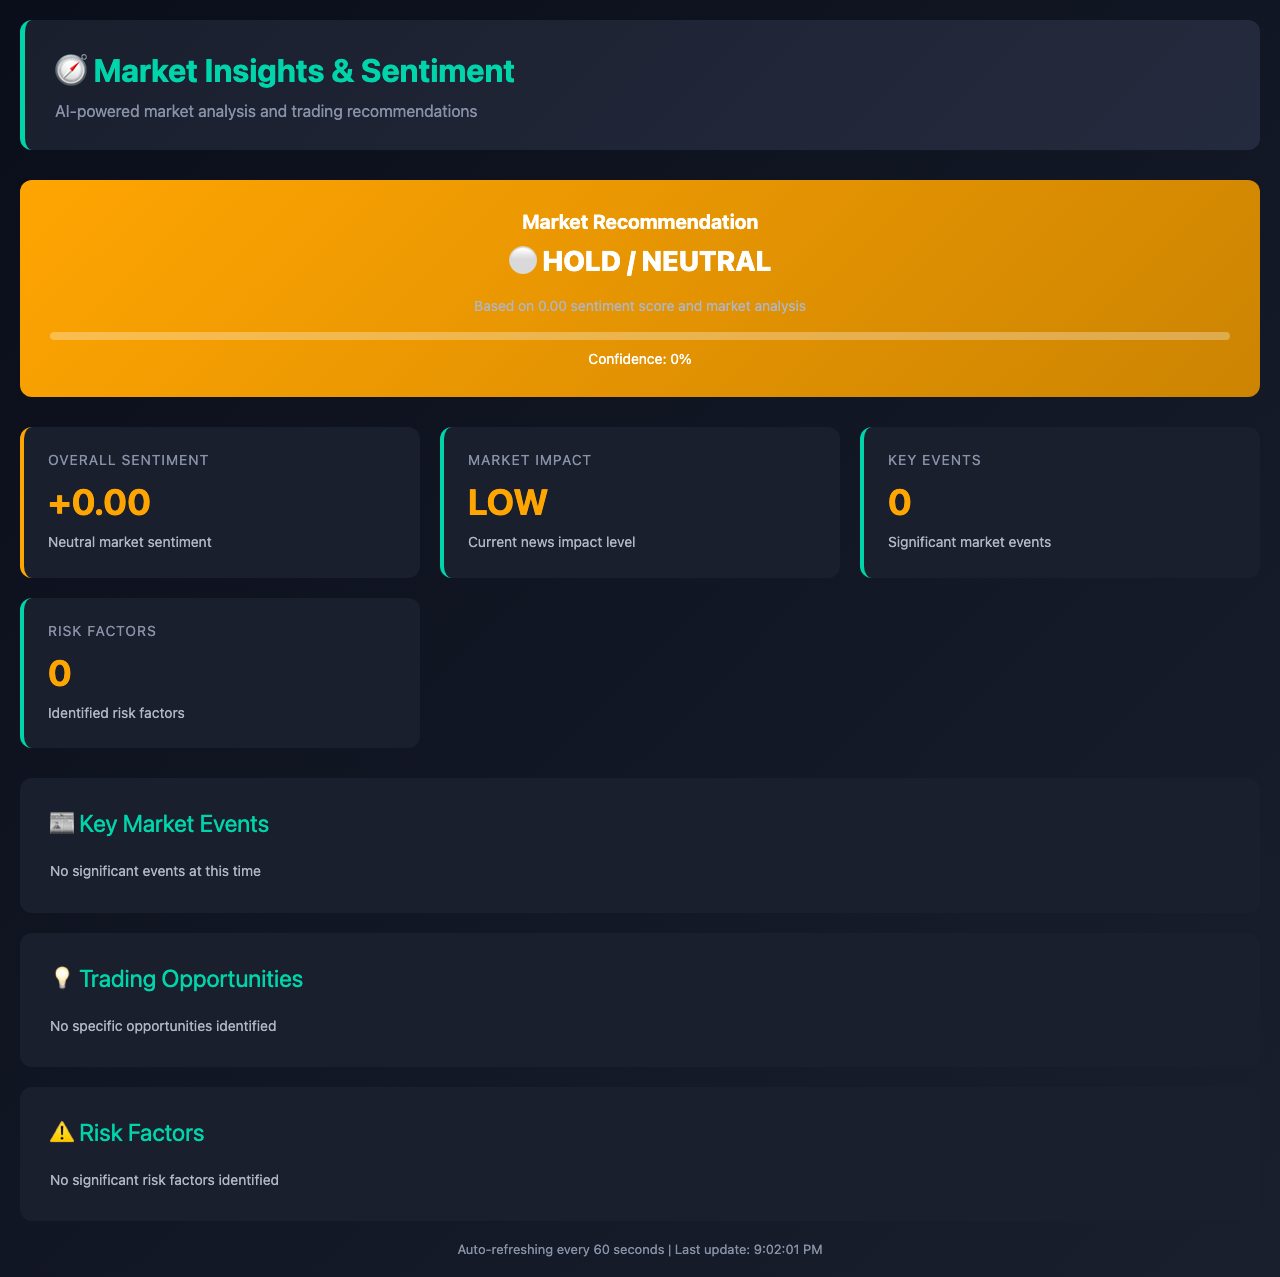 Market Insights & Sentiment
AI-powered market analysis and trading recommendations
Market Recommendation
HOLD / NEUTRAL
Based on 0.00 sentiment score and market analysis
Confidence: 0%
OVERALL SENTIMENT
+0.00
Neutral market sentiment
MARKET IMPACT
LOW
Current news impact level
KEY EVENTS
0
Significant market events
RISK FACTORS
0
Identified risk factors
Key Market Events
No significant events at this time
Trading Opportunities
No specific opportunities identified
Risk Factors
No significant risk factors identified
Auto-refreshing every 60 seconds | Last update: 9:02:01 PM